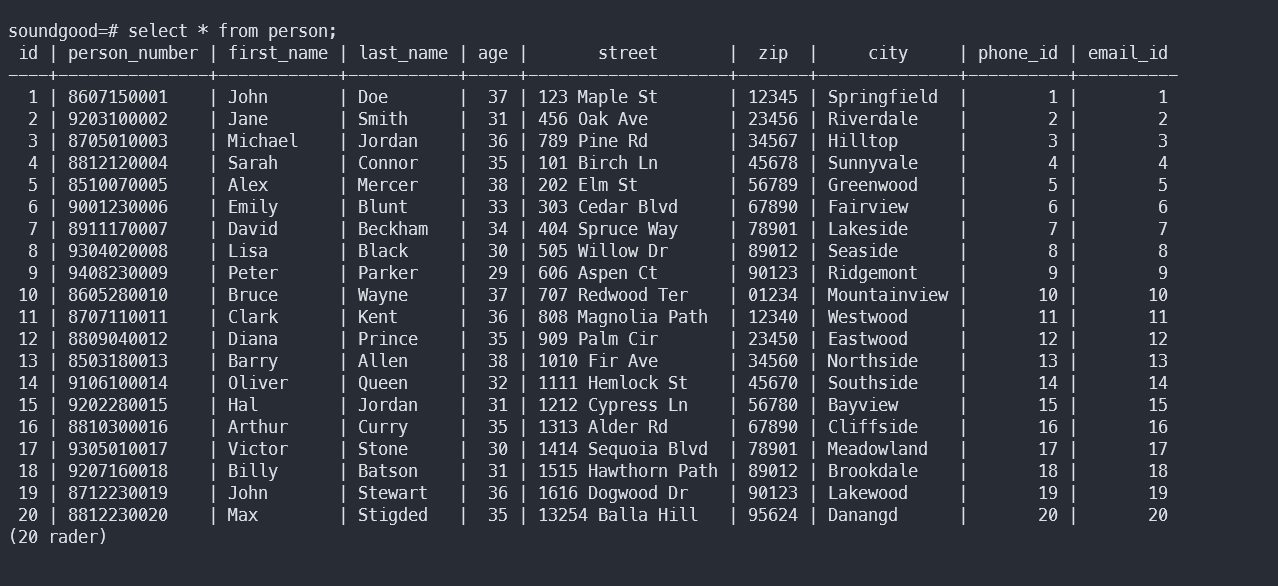 soundgood=# select * from person;
 id | person_number | first_name | last_name | age |       street       |  zip  |     city     | phone_id | email_id
----+---------------+------------+-----------+-----+--------------------+-------+--------------+----------+----------
  1 | 8607150001    | John       | Doe       |  37 | 123 Maple St       | 12345 | Springfield  |        1 |        1
  2 | 9203100002    | Jane       | Smith     |  31 | 456 Oak Ave        | 23456 | Riverdale    |        2 |        2
  3 | 8705010003    | Michael    | Jordan    |  36 | 789 Pine Rd        | 34567 | Hilltop      |        3 |        3
  4 | 8812120004    | Sarah      | Connor    |  35 | 101 Birch Ln       | 45678 | Sunnyvale    |        4 |        4
  5 | 8510070005    | Alex       | Mercer    |  38 | 202 Elm St         | 56789 | Greenwood    |        5 |        5
  6 | 9001230006    | Emily      | Blunt     |  33 | 303 Cedar Blvd     | 67890 | Fairview     |        6 |        6
  7 | 8911170007    | David      | Beckham   |  34 | 404 Spruce Way     | 78901 | Lakeside     |        7 |        7
  8 | 9304020008    | Lisa       | Black     |  30 | 505 Willow Dr      | 89012 | Seaside      |        8 |        8
  9 | 9408230009    | Peter      | Parker    |  29 | 606 Aspen Ct       | 90123 | Ridgemont    |        9 |        9
 10 | 8605280010    | Bruce      | Wayne     |  37 | 707 Redwood Ter    | 01234 | Mountainview |       10 |       10
 11 | 8707110011    | Clark      | Kent      |  36 | 808 Magnolia Path  | 12340 | Westwood     |       11 |       11
 12 | 8809040012    | Diana      | Prince    |  35 | 909 Palm Cir       | 23450 | Eastwood     |       12 |       12
 13 | 8503180013    | Barry      | Allen     |  38 | 1010 Fir Ave       | 34560 | Northside    |       13 |       13
 14 | 9106100014    | Oliver     | Queen     |  32 | 1111 Hemlock St    | 45670 | Southside    |       14 |       14
 15 | 9202280015    | Hal        | Jordan    |  31 | 1212 Cypress Ln    | 56780 | Bayview      |       15 |       15
 16 | 8810300016    | Arthur     | Curry     |  35 | 1313 Alder Rd      | 67890 | Cliffside    |       16 |       16
 17 | 9305010017    | Victor     | Stone     |  30 | 1414 Sequoia Blvd  | 78901 | Meadowland   |       17 |       17
 18 | 9207160018    | Billy      | Batson    |  31 | 1515 Hawthorn Path | 89012 | Brookdale    |       18 |       18
 19 | 8712230019    | John       | Stewart   |  36 | 1616 Dogwood Dr    | 90123 | Lakewood     |       19 |       19
 20 | 8812230020    | Max        | Stigded   |  35 | 13254 Balla Hill   | 95624 | Danangd      |       20 |       20
(20 rader)